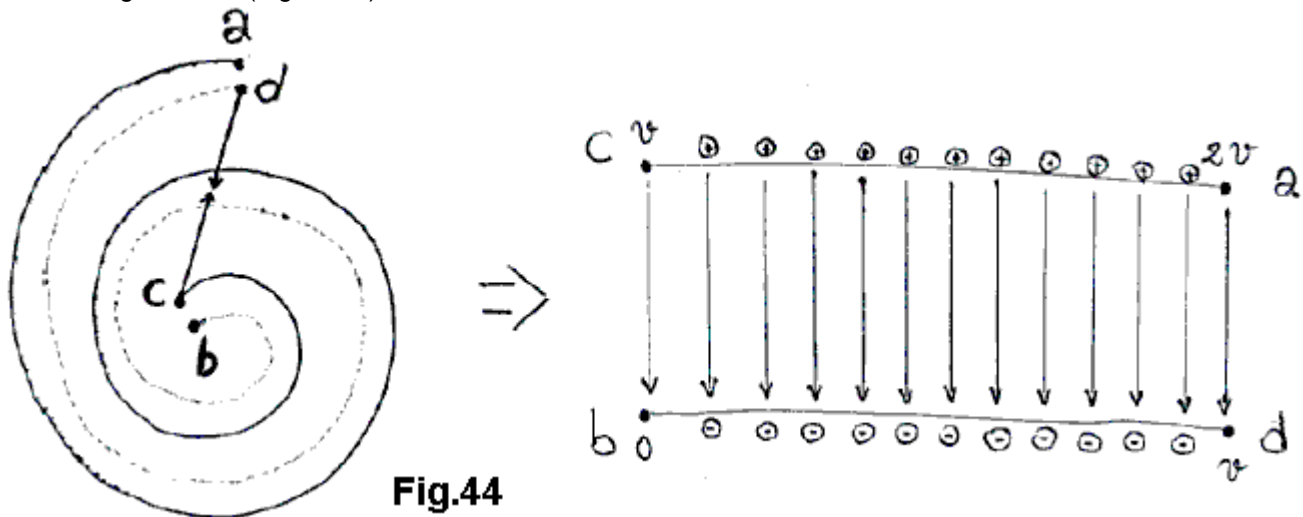 a
d
c
b
Fig.44
⇒
C v ⊕ ⊕ ⊕ ⊕ ⊕ ⊕ ⊕ ⊙ ⊕ ⊕ ⊕ 2v a
b 0 ⊖ ⊖ ⊖ ⊖ ⊖ ⊖ ⊖ ⊖ ⊖ ⊖ ⊖ v d